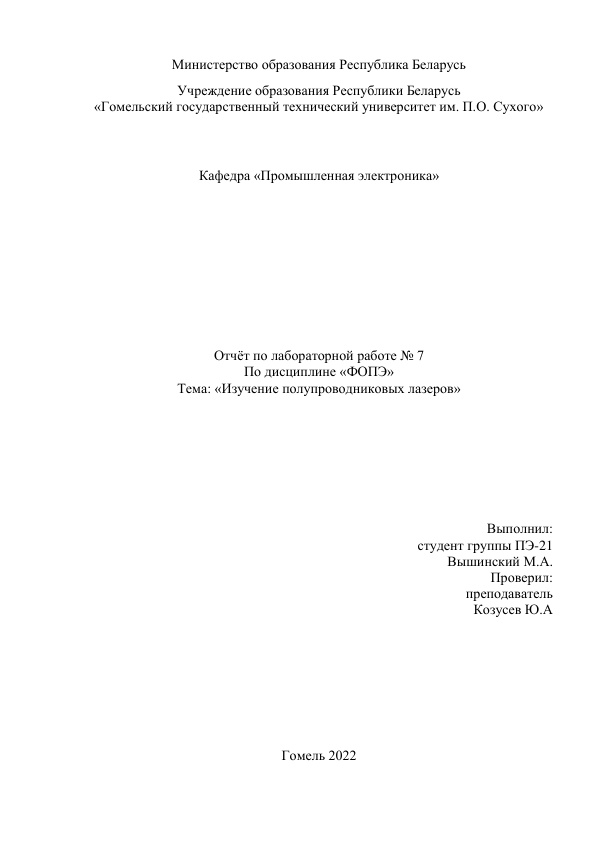 Министерство образования Республика Беларусь
Учреждение образования Республики Беларусь
«Гомельский государственный технический университет им. П.О. Сухого»
Кафедра «Промышленная электроника»
Отчёт по лабораторной работе № 7
По дисциплине «ФОПЭ»
Тема: «Изучение полупроводниковых лазеров»
Выполнил:
студент группы ПЭ-21
Вышинский М.А.
Проверил:
преподаватель
Козусев Ю.А
Гомель 2022